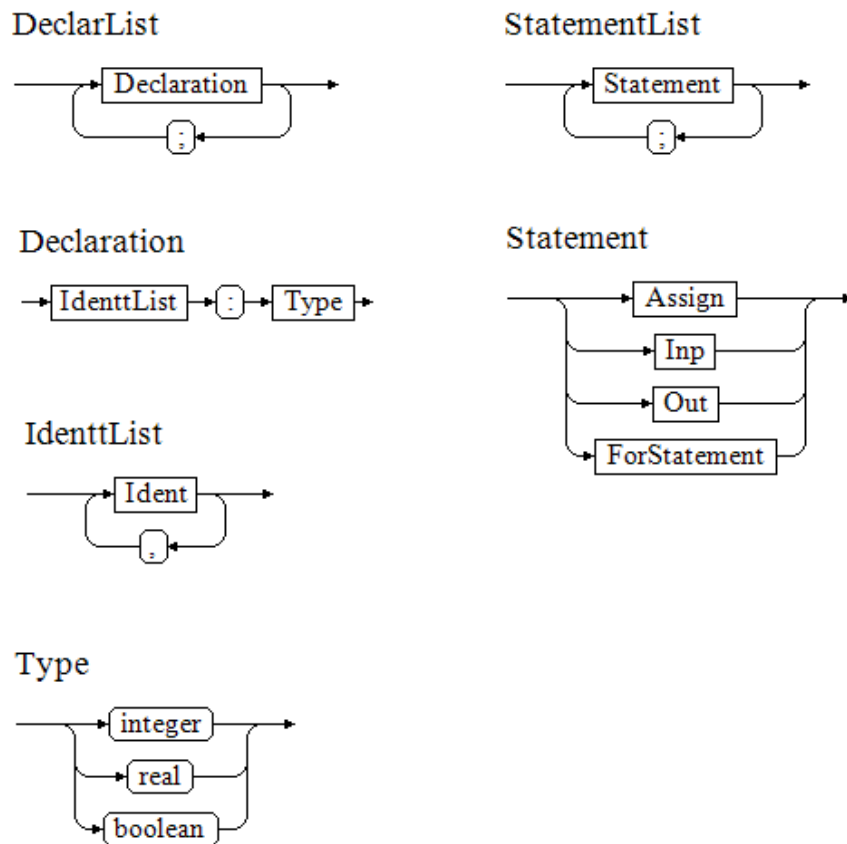 DeclarList
Declaration
;
Declaration
IdenttList : Type
IdenttList
Ident
,
Type
integer
real
boolean
StatementList
Statement
;
Statement
Assign
Inp
Out
ForStatement